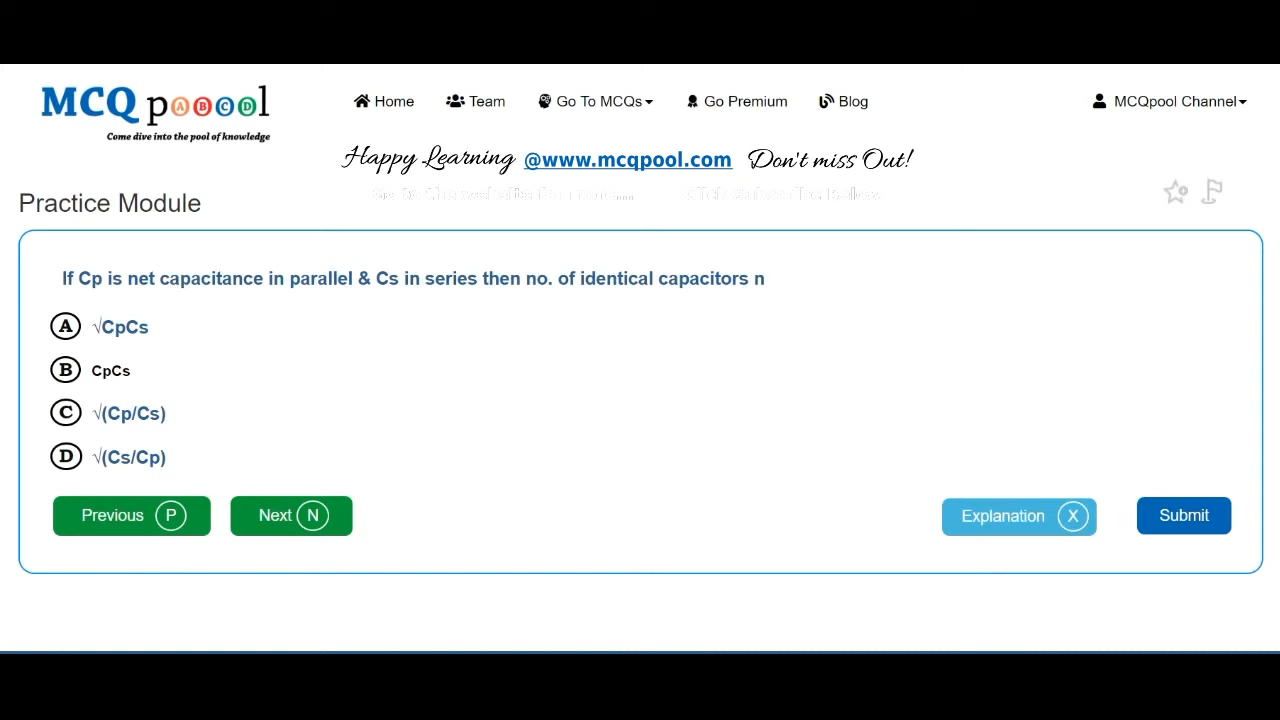 MCQ pⒶⒷⒸⒹl
Come dive into the pool of knowledge
Home Team Go To MCQs Go Premium Blog MCQpool Channel
Happy Learning @www.mcqpool.com Don't miss Out!
Practice Module
If Cp is net capacitance in parallel & Cs in series then no. of identical capacitors n
A √CpCs
B CpCs
C √(Cp/Cs)
D √(Cs/Cp)
Previous P Next N Explanation X Submit